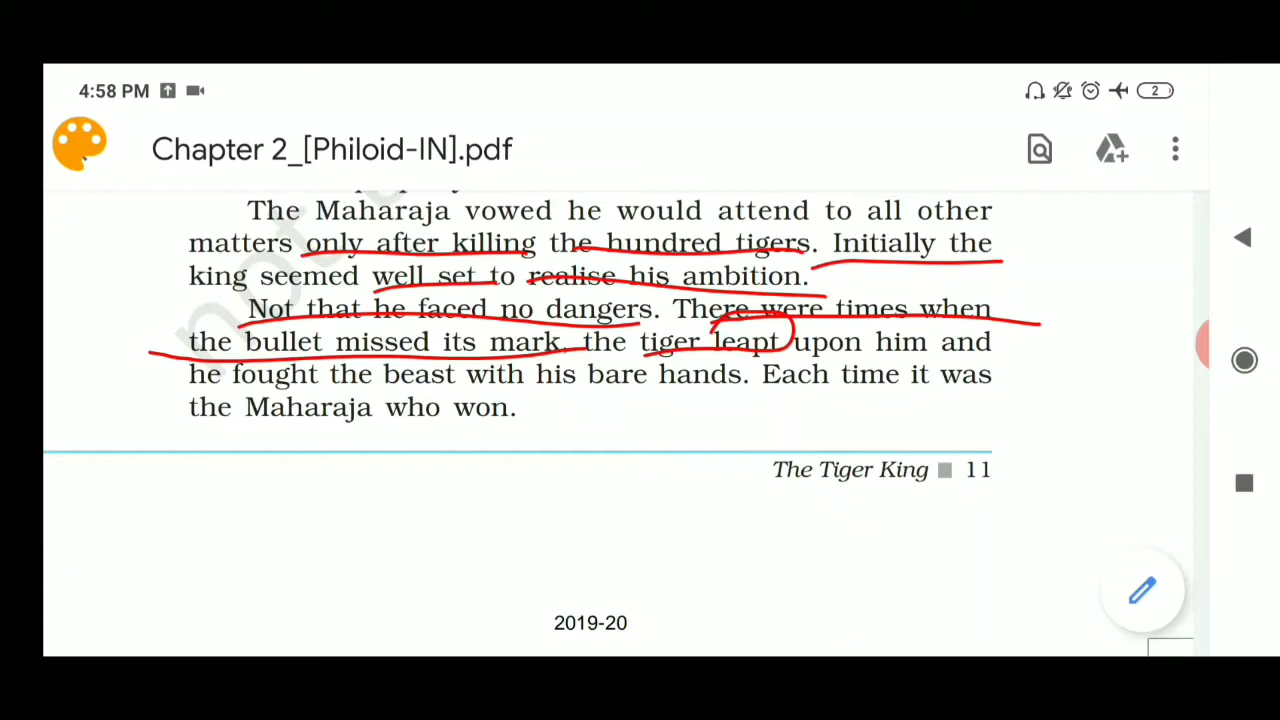 4:58 PM
2
Chapter 2_[Philoid-IN].pdf
The Maharaja vowed he would attend to all other
matters only after killing the hundred tigers. Initially the
king seemed well set to realise his ambition.
Not that he faced no dangers. There were times when
the bullet missed its mark, the tiger leapt upon him and
he fought the beast with his bare hands. Each time it was
the Maharaja who won.
The Tiger King ■ 11
2019-20
not